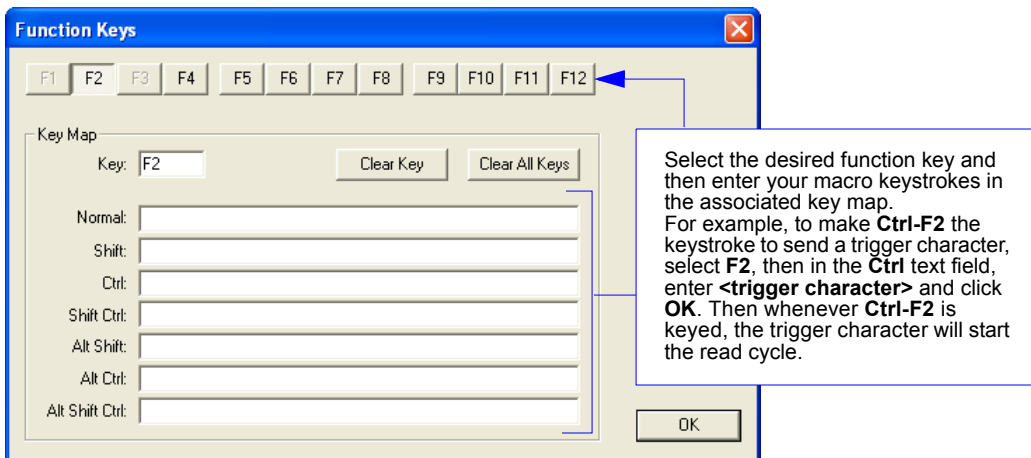 Function Keys
F1 F2 F3 F4 F5 F6 F7 F8 F9 F10 F11 F12
Key Map
Key: F2 Clear Key Clear All Keys
Normal:
Shift:
Ctrl:
Shift Ctrl:
Alt Shift:
Alt Ctrl:
Alt Shift Ctrl:
OK
Select the desired function key and
then enter your macro keystrokes in
the associated key map.
For example, to make Ctrl-F2 the
keystroke to send a trigger character,
select F2, then in the Ctrl text field,
enter <trigger character> and click
OK. Then whenever Ctrl-F2 is
keyed, the trigger character will start
the read cycle.